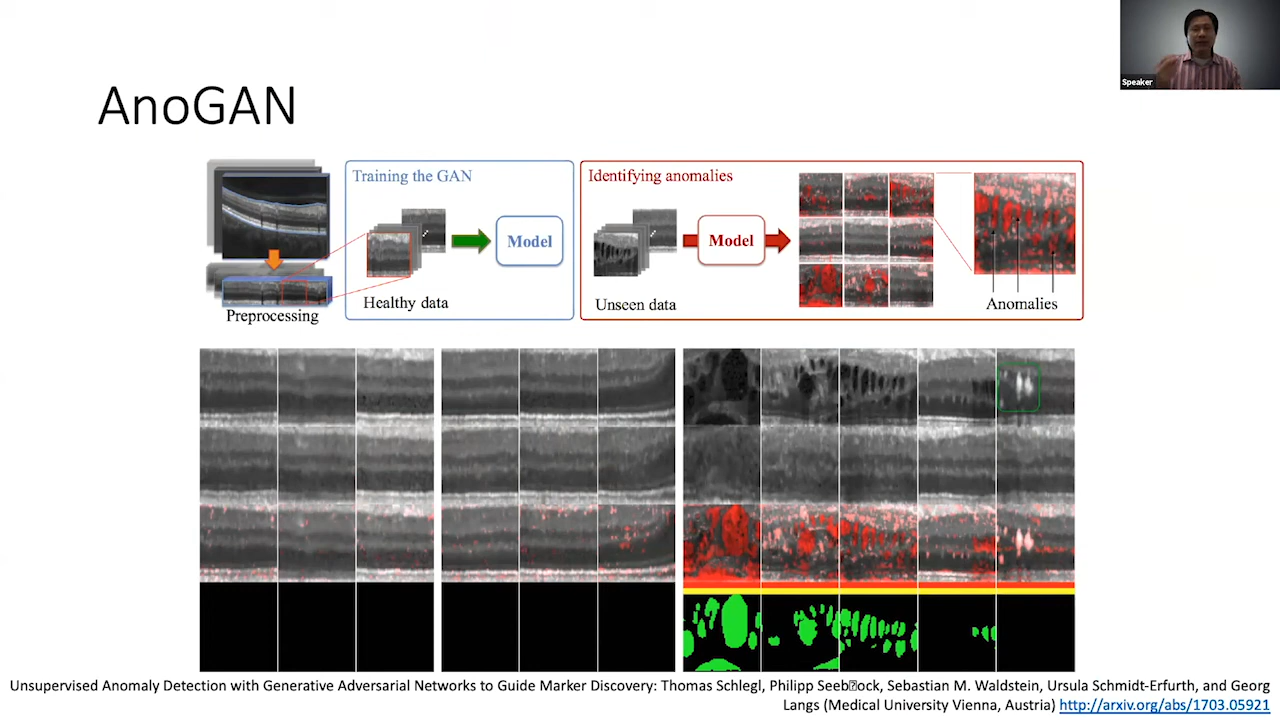 Speaker
AnoGAN
Training the GAN
Identifying anomalies
Model
Model
Healthy data
Unseen data
Anomalies
Preprocessing
Unsupervised Anomaly Detection with Generative Adversarial Networks to Guide Marker Discovery: Thomas Schlegl, Philipp Seeb⍰ock, Sebastian M. Waldstein, Ursula Schmidt-Erfurth, and Georg
Langs (Medical University Vienna, Austria) http://arxiv.org/abs/1703.05921